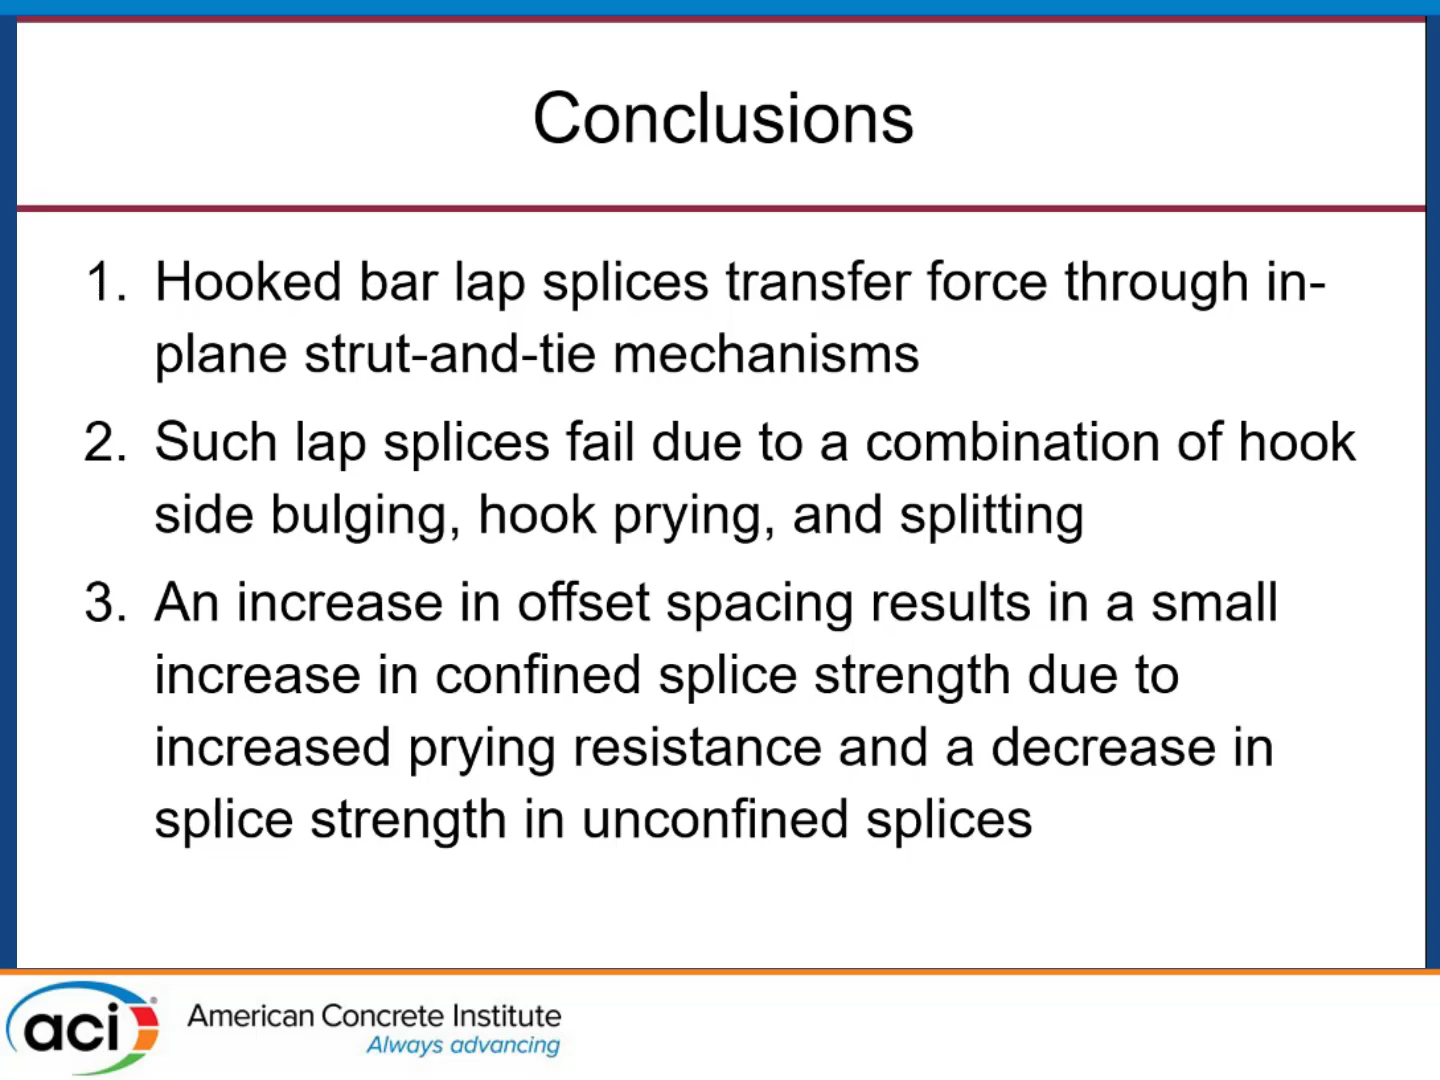 Conclusions
1. Hooked bar lap splices transfer force through in-
plane strut-and-tie mechanisms
2. Such lap splices fail due to a combination of hook
side bulging, hook prying, and splitting
3. An increase in offset spacing results in a small
increase in confined splice strength due to
increased prying resistance and a decrease in
splice strength in unconfined splices
aci®
American Concrete Institute
Always advancing